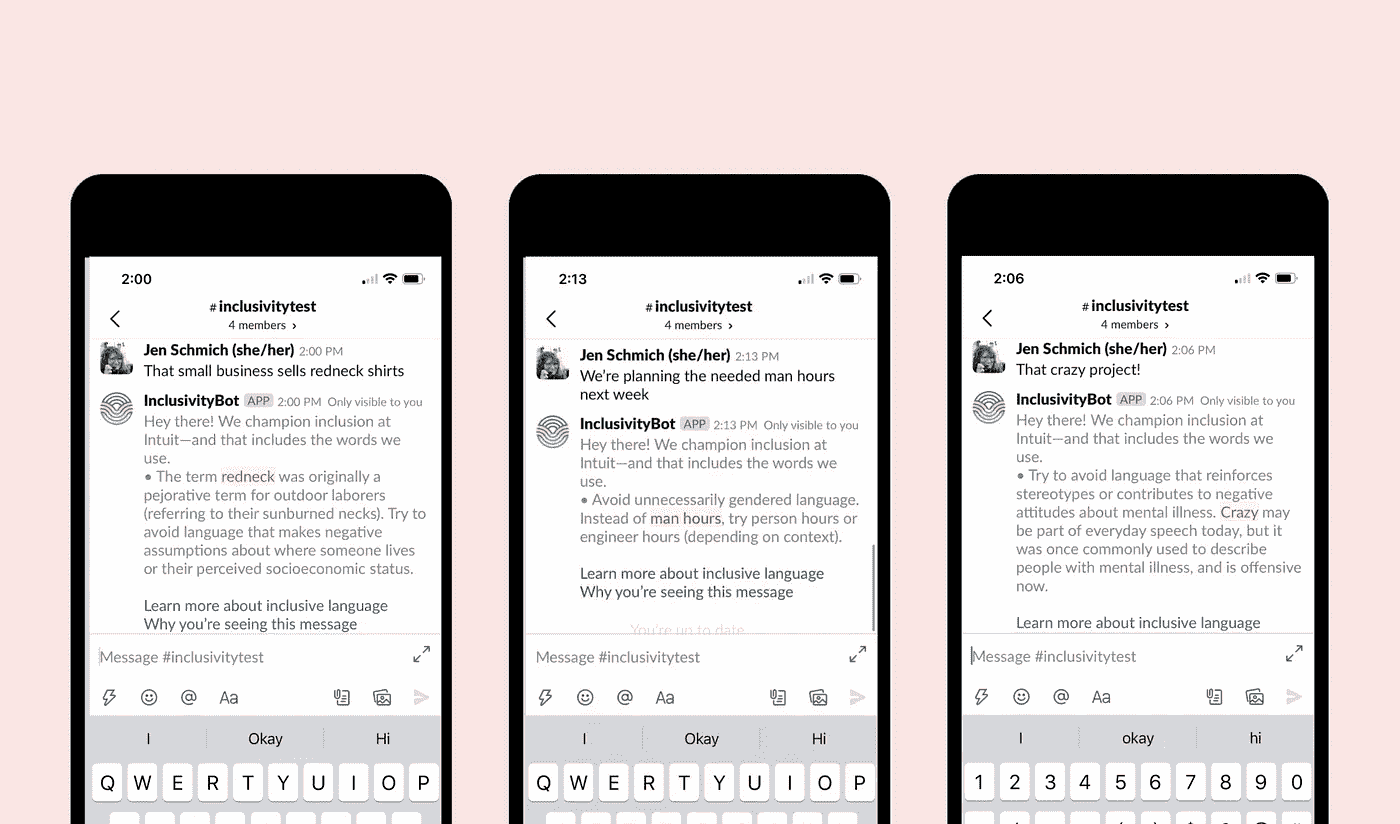 2:00
#inclusivitytest
4 members ›
Jen Schmich (she/her) 2:00 PM
That small business sells redneck shirts
InclusivityBot APP 2:00 PM Only visible to you
Hey there! We champion inclusion at
Intuit—and that includes the words we
use.
• The term redneck was originally a
pejorative term for outdoor laborers
(referring to their sunburned necks). Try to
avoid language that makes negative
assumptions about where someone lives
or their perceived socioeconomic status.
Learn more about inclusive language
Why you’re seeing this message
Message #inclusivitytest
@ Aa
I Okay Hi
Q W E R T Y U I O P
2:13
#inclusivitytest
4 members ›
Jen Schmich (she/her) 2:13 PM
We’re planning the needed man hours
next week
InclusivityBot APP 2:13 PM Only visible to you
Hey there! We champion inclusion at
Intuit—and that includes the words we
use.
• Avoid unnecessarily gendered language.
Instead of man hours, try person hours or
engineer hours (depending on context).
Learn more about inclusive language
Why you’re seeing this message
You’re up to date
Message #inclusivitytest
@ Aa
I Okay Hi
Q W E R T Y U I O P
2:06
#inclusivitytest
4 members ›
Jen Schmich (she/her) 2:06 PM
That crazy project!
InclusivityBot APP 2:06 PM Only visible to you
Hey there! We champion inclusion at
Intuit—and that includes the words we
use.
• Try to avoid language that reinforces
stereotypes or contributes to negative
attitudes about mental illness. Crazy may
be part of everyday speech today, but it
was once commonly used to describe
people with mental illness, and is offensive
now.
Learn more about inclusive language
Message #inclusivitytest
@ Aa
I okay hi
1 2 3 4 5 6 7 8 9 0